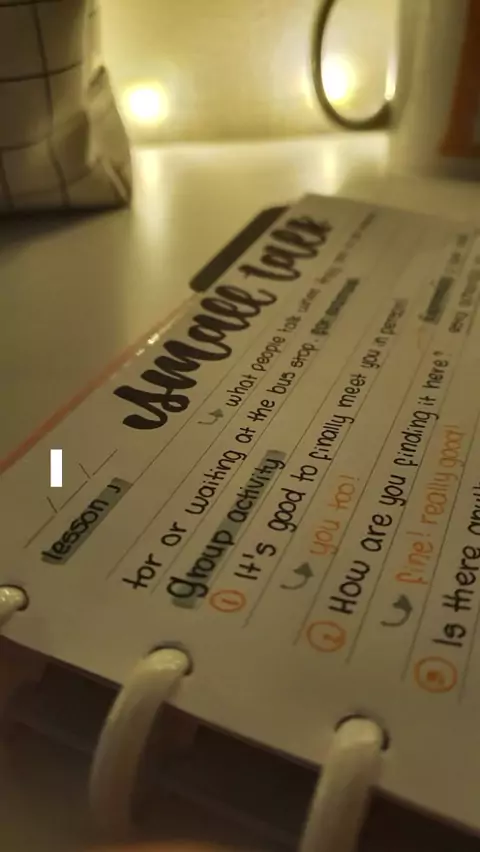 small talk
lesson 1
what people talk
tor or waiting at the bus stop.
group activity
① It's good to finally meet you in person!
you too!
② How are you finding it here?
fine! really good!
③ Is there